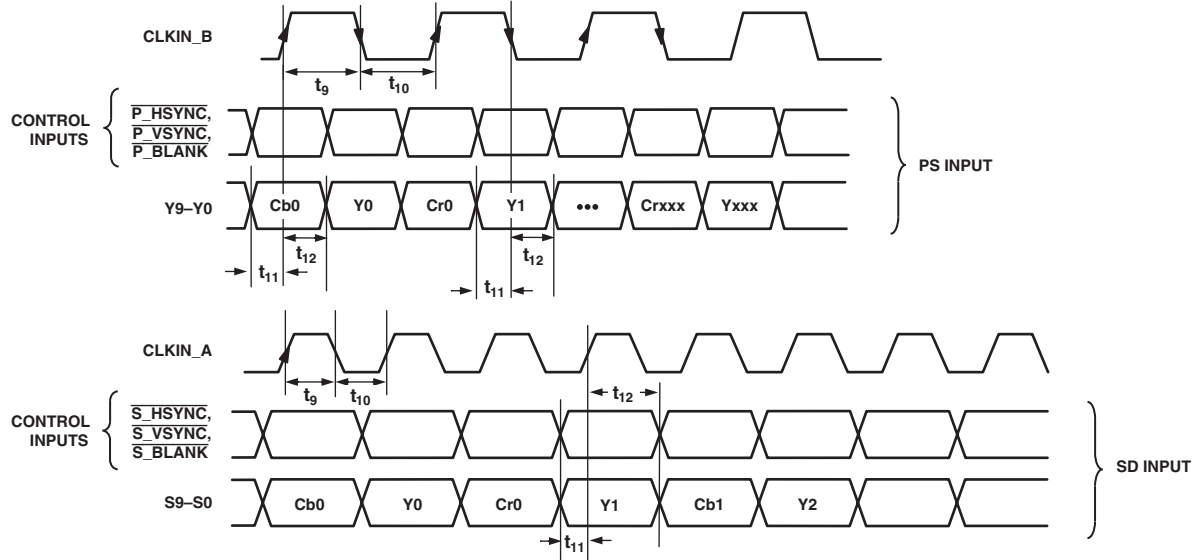 CLKIN_B
t9 t10
CONTROL INPUTS
P_HSYNC,
P_VSYNC,
P_BLANK
PS INPUT
Y9–Y0 Cb0 Y0 Cr0 Y1 ••• Crxxx Yxxx
t12 t12
t11 t11
CLKIN_A
t9 t10 t12
CONTROL INPUTS
S_HSYNC,
S_VSYNC,
S_BLANK
SD INPUT
S9–S0 Cb0 Y0 Cr0 Y1 Cb1 Y2
t11